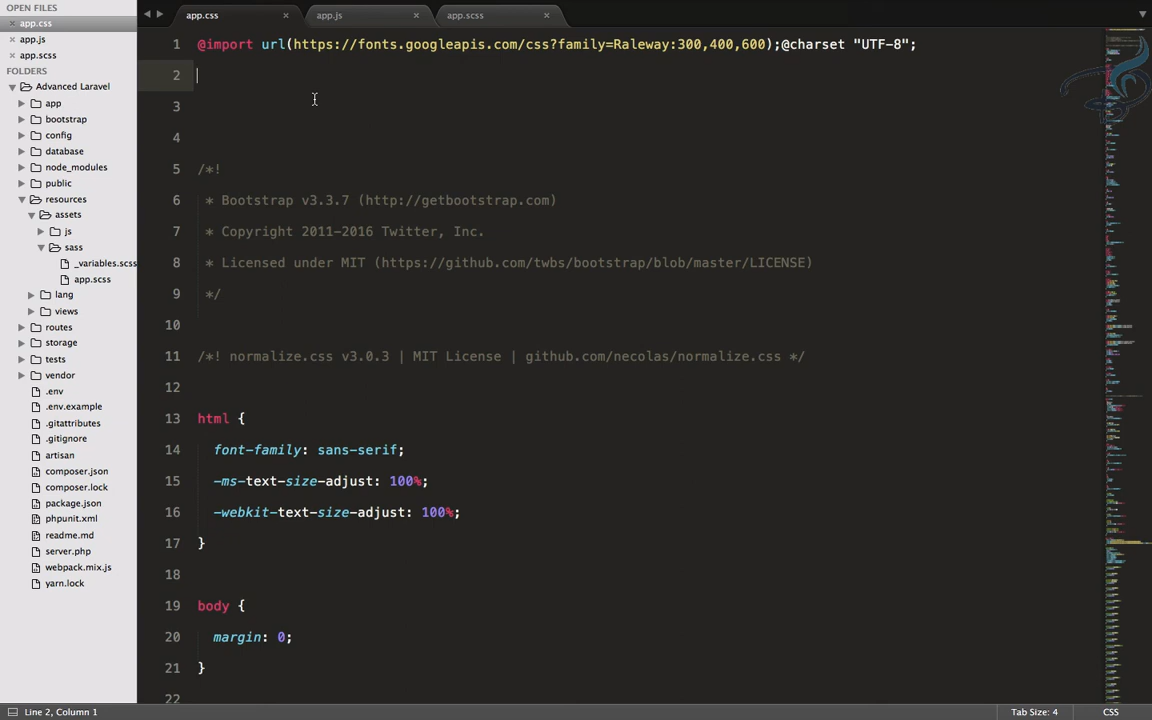 OPEN FILES
app.css
app.js
app.scss
FOLDERS
Advanced Laravel
app
bootstrap
config
database
node_modules
public
resources
assets
js
sass
_variables.scss
app.scss
lang
views
routes
storage
tests
vendor
.env
.env.example
.gitattributes
.gitignore
artisan
composer.json
composer.lock
package.json
phpunit.xml
readme.md
server.php
webpack.mix.js
yarn.lock
app.css
app.js
app.scss
1 @import url(https://fonts.googleapis.com/css?family=Raleway:300,400,600);@charset "UTF-8";
2
3
4
5 /*!
6 * Bootstrap v3.3.7 (http://getbootstrap.com)
7 * Copyright 2011-2016 Twitter, Inc.
8 * Licensed under MIT (https://github.com/twbs/bootstrap/blob/master/LICENSE)
9 */
10
11 /*! normalize.css v3.0.3 | MIT License | github.com/necolas/normalize.css */
12
13 html {
14 font-family: sans-serif;
15 -ms-text-size-adjust: 100%;
16 -webkit-text-size-adjust: 100%;
17 }
18
19 body {
20 margin: 0;
21 }
22
Line 2, Column 1
Tab Size: 4
CSS